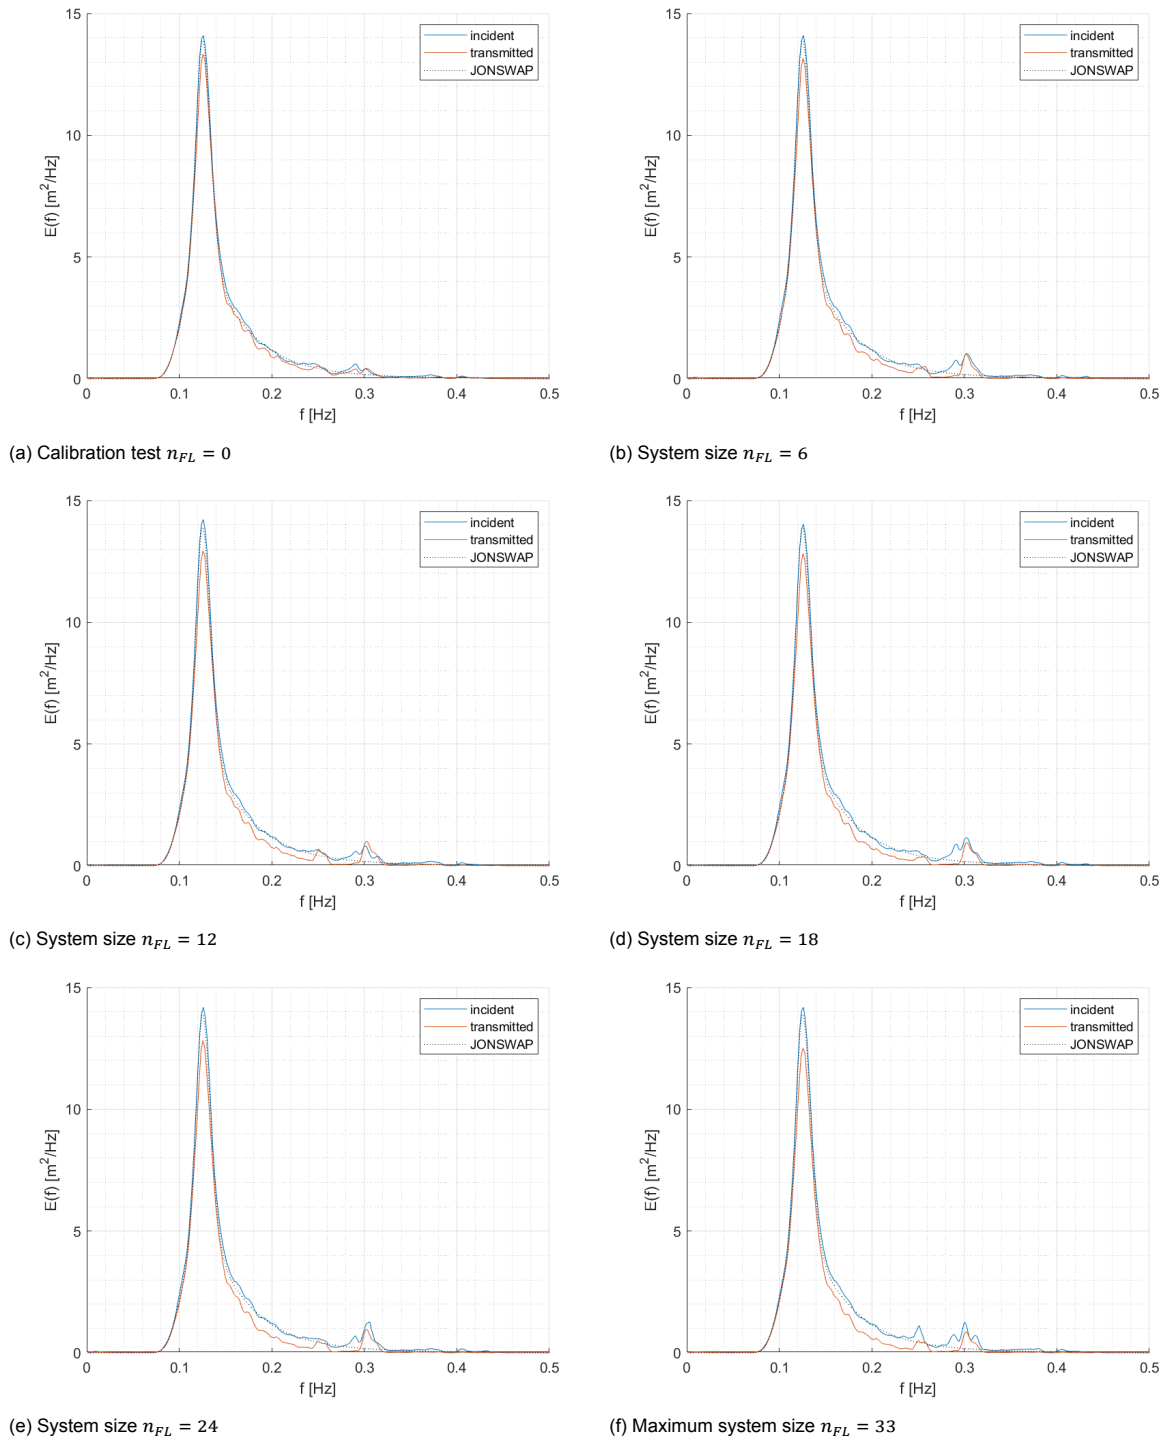 15
10
5
0
E(f) [m²/Hz]
incident
transmitted
JONSWAP
0 0.1 0.2 0.3 0.4 0.5
f [Hz]
(a) Calibration test n_FL = 0
15
10
5
0
E(f) [m²/Hz]
incident
transmitted
JONSWAP
0 0.1 0.2 0.3 0.4 0.5
f [Hz]
(b) System size n_FL = 6
15
10
5
0
E(f) [m²/Hz]
incident
transmitted
JONSWAP
0 0.1 0.2 0.3 0.4 0.5
f [Hz]
(c) System size n_FL = 12
15
10
5
0
E(f) [m²/Hz]
incident
transmitted
JONSWAP
0 0.1 0.2 0.3 0.4 0.5
f [Hz]
(d) System size n_FL = 18
15
10
5
0
E(f) [m²/Hz]
incident
transmitted
JONSWAP
0 0.1 0.2 0.3 0.4 0.5
f [Hz]
(e) System size n_FL = 24
15
10
5
0
E(f) [m²/Hz]
incident
transmitted
JONSWAP
0 0.1 0.2 0.3 0.4 0.5
f [Hz]
(f) Maximum system size n_FL = 33